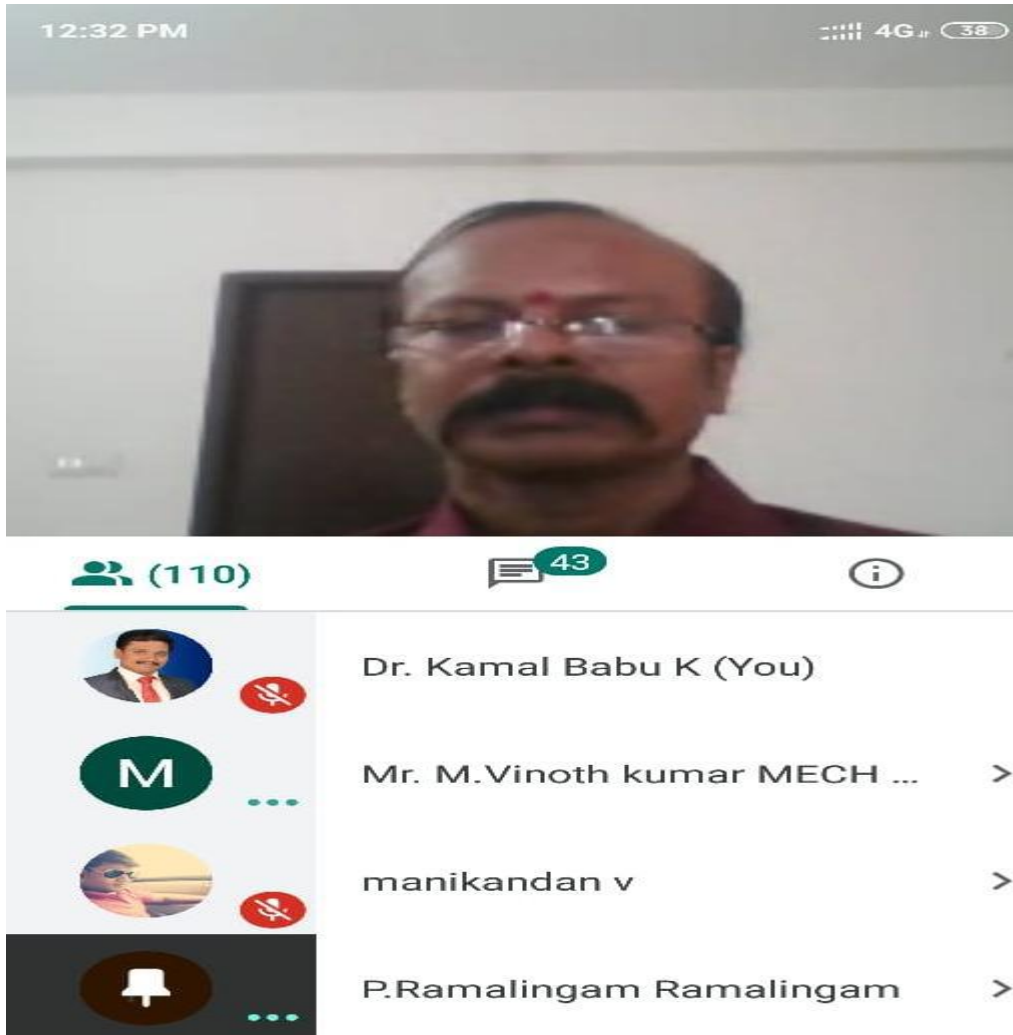 12:32 PM 4G 38
(110) 43
Dr. Kamal Babu K (You)
M Mr. M.Vinoth kumar MECH ...
manikandan v
P.Ramalingam Ramalingam